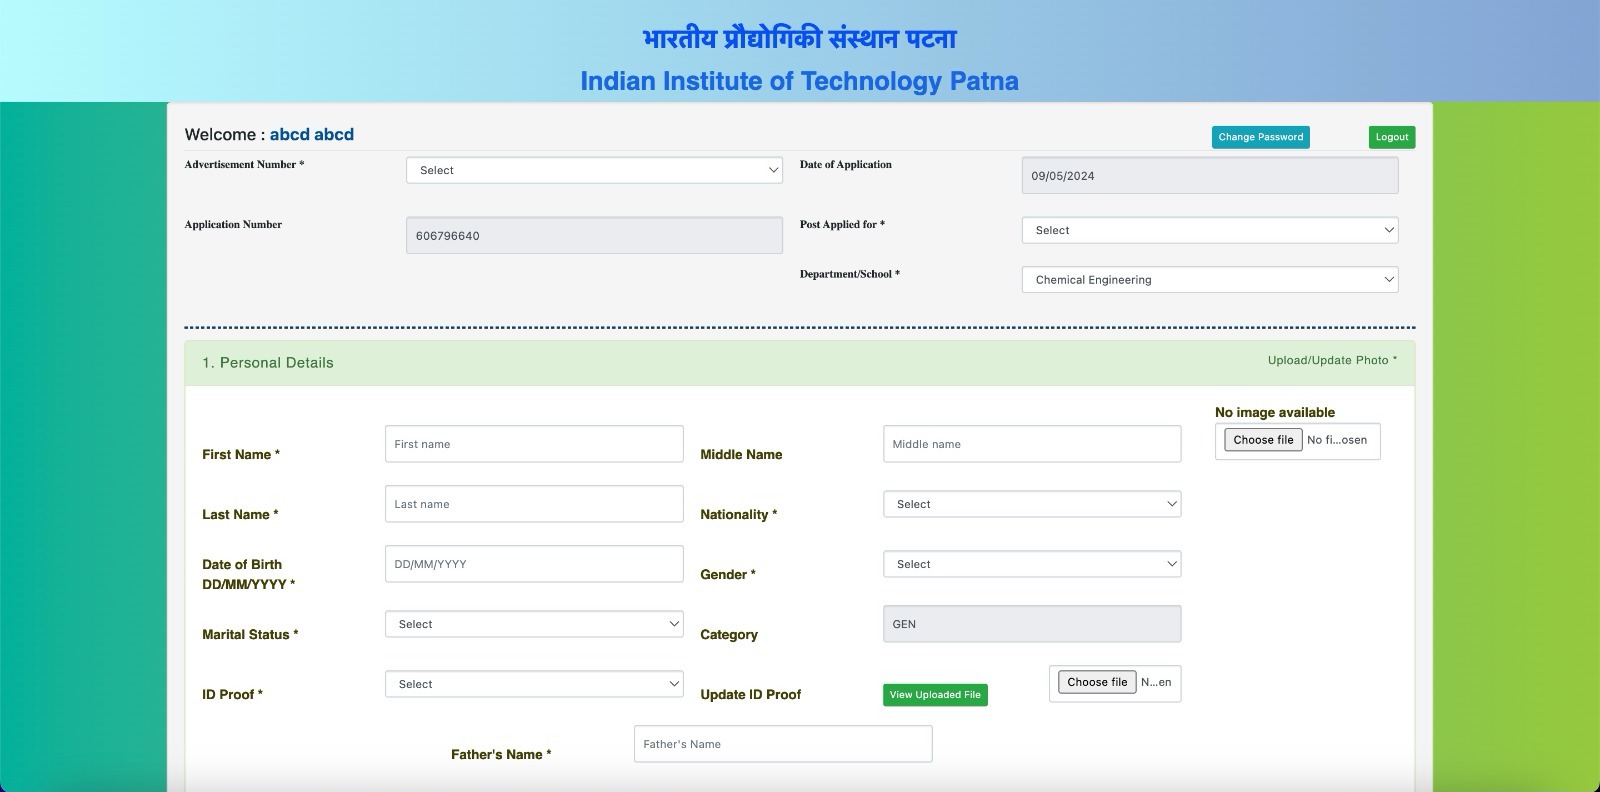 भारतीय प्रौद्योगिकी संस्थान पटना
Indian Institute of Technology Patna
Welcome : abcd abcd
Change Password
Logout
Advertisement Number *
Select
Date of Application
09/05/2024
Application Number
606796640
Post Applied for *
Select
Department/School *
Chemical Engineering
1. Personal Details
Upload/Update Photo *
No image available
Choose file No fi...osen
First Name *
First name
Middle Name
Middle name
Last Name *
Last name
Nationality *
Select
Date of Birth
DD/MM/YYYY *
DD/MM/YYYY
Gender *
Select
Marital Status *
Select
Category
GEN
ID Proof *
Select
Update ID Proof
View Uploaded File
Choose file N...en
Father's Name *
Father's Name